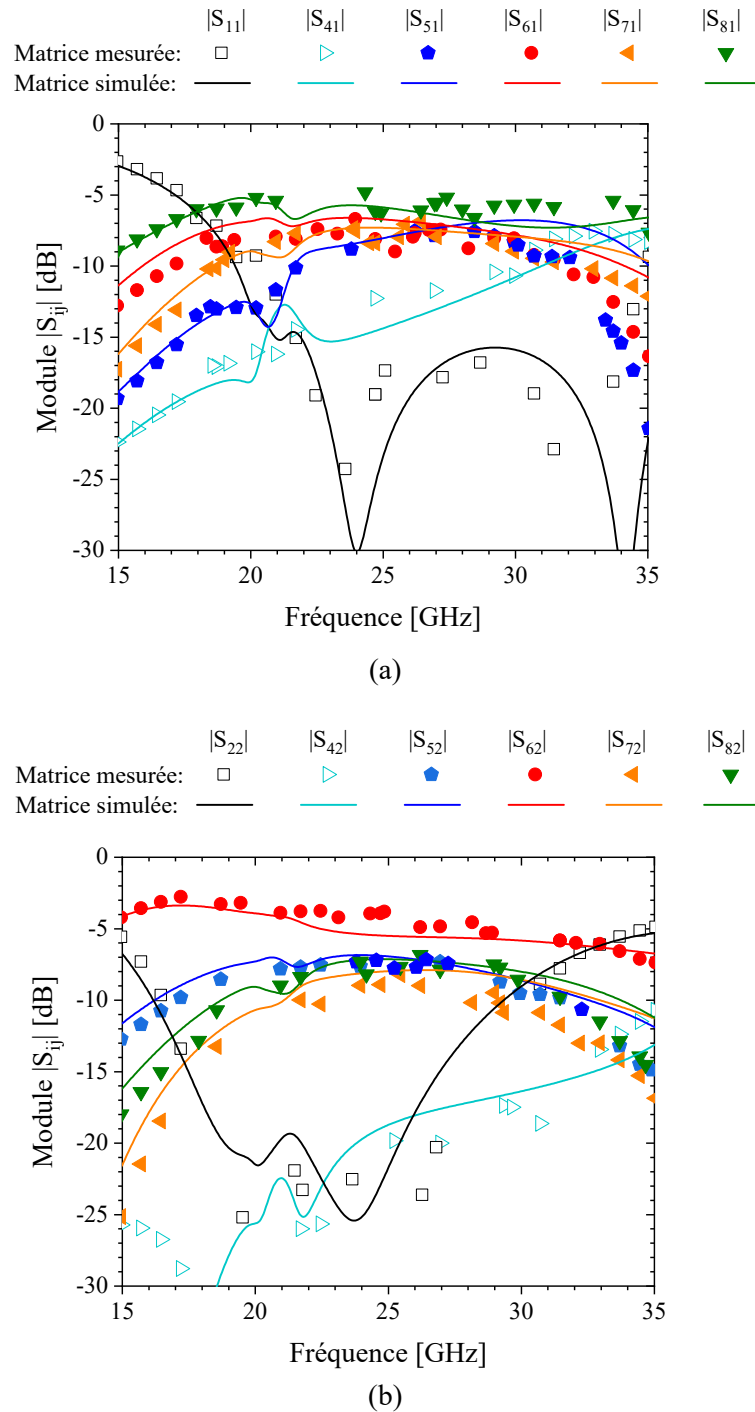 |S11| |S41| |S51| |S61| |S71| |S81|
Matrice mesurée:
Matrice simulée:
0
-5
-10
-15
-20
-25
-30
Module |Sij| [dB]
15 20 25 30 35
Fréquence [GHz]
(a)
|S22| |S42| |S52| |S62| |S72| |S82|
Matrice mesurée:
Matrice simulée:
0
-5
-10
-15
-20
-25
-30
Module |Sij| [dB]
15 20 25 30 35
Fréquence [GHz]
(b)